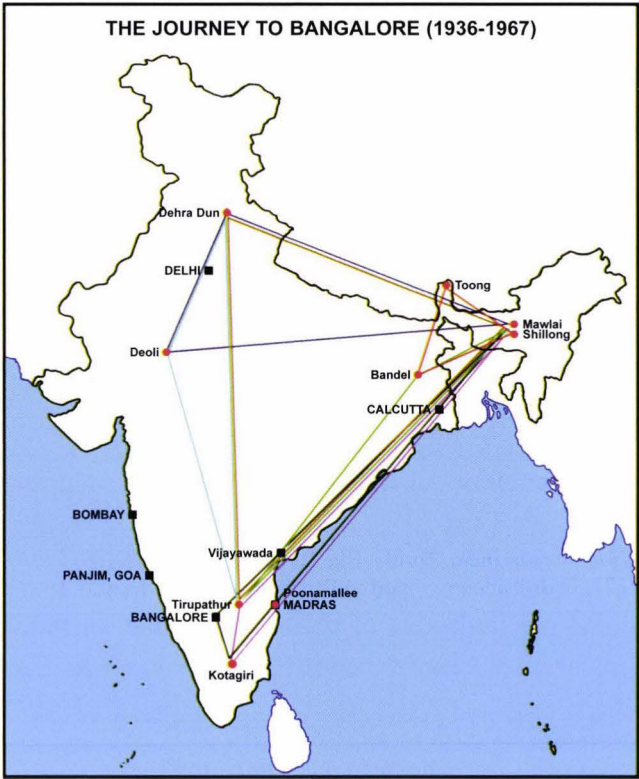 THE JOURNEY TO BANGALORE (1936-1967)
Dehra Dun
DELHI
Toong
Mawlai
Shillong
Deoli
Bandel
CALCUTTA
BOMBAY
Vijayawada
PANJIM, GOA
Poonamallee
Tirupathur
MADRAS
BANGALORE
Kotagiri